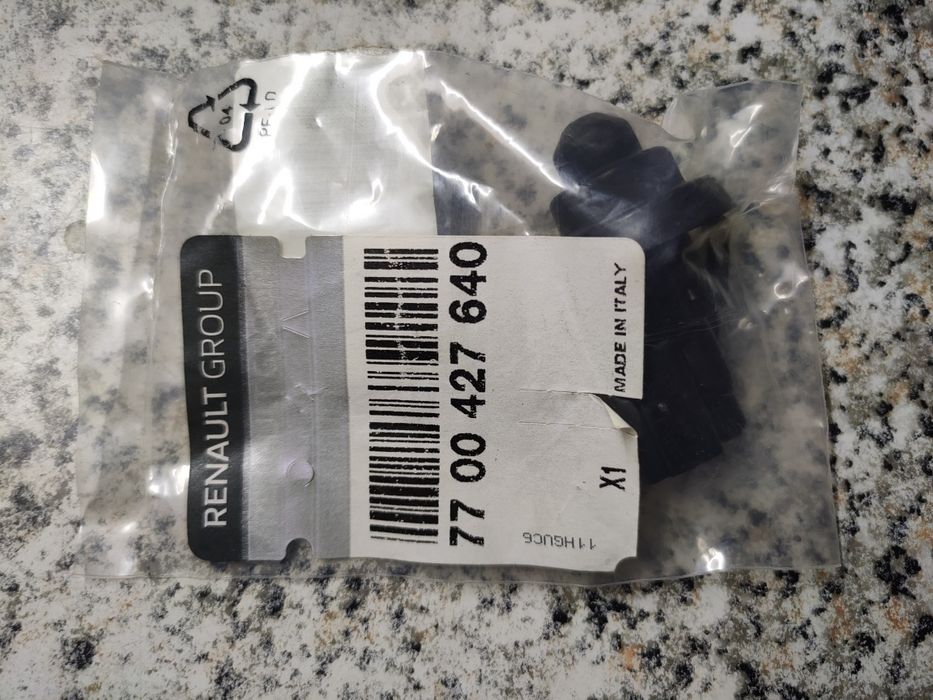 04
PE-LD
RENAULT GROUP
77 00 427 640
MADE IN ITALY
X1
11HGUC6